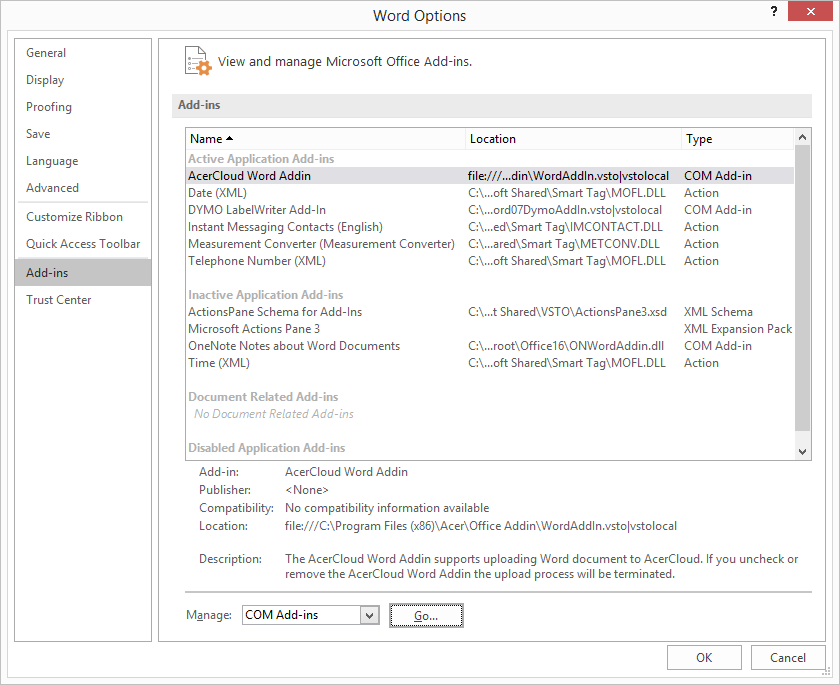 Word Options
?
General
Display
Proofing
Save
Language
Advanced
Customize Ribbon
Quick Access Toolbar
Add-ins
Trust Center
View and manage Microsoft Office Add-ins.
Add-ins
Name Location Type
Active Application Add-ins
AcerCloud Word Addin file:///...din\WordAddIn.vsto|vstolocal COM Add-in
Date (XML) C:\...oft Shared\Smart Tag\MOFL.DLL Action
DYMO LabelWriter Add-In C:\...ord07DymoAddIn.vsto|vstolocal COM Add-in
Instant Messaging Contacts (English) C:\...ed\Smart Tag\IMCONTACT.DLL Action
Measurement Converter (Measurement Converter) C:\...ared\Smart Tag\METCONV.DLL Action
Telephone Number (XML) C:\...oft Shared\Smart Tag\MOFL.DLL Action
Inactive Application Add-ins
ActionsPane Schema for Add-Ins C:\...t Shared\VSTO\ActionsPane3.xsd XML Schema
Microsoft Actions Pane 3 XML Expansion Pack
OneNote Notes about Word Documents C:\...root\Office16\ONWordAddin.dll COM Add-in
Time (XML) C:\...oft Shared\Smart Tag\MOFL.DLL Action
Document Related Add-ins
No Document Related Add-ins
Disabled Application Add-ins
Add-in: AcerCloud Word Addin
Publisher: <None>
Compatibility: No compatibility information available
Location: file:///C:\Program Files (x86)\Acer\Office Addin\WordAddIn.vsto|vstolocal
Description: The AcerCloud Word Addin supports uploading Word document to AcerCloud. If you uncheck or
remove the AcerCloud Word Addin the upload process will be terminated.
Manage: COM Add-ins Go...
OK Cancel